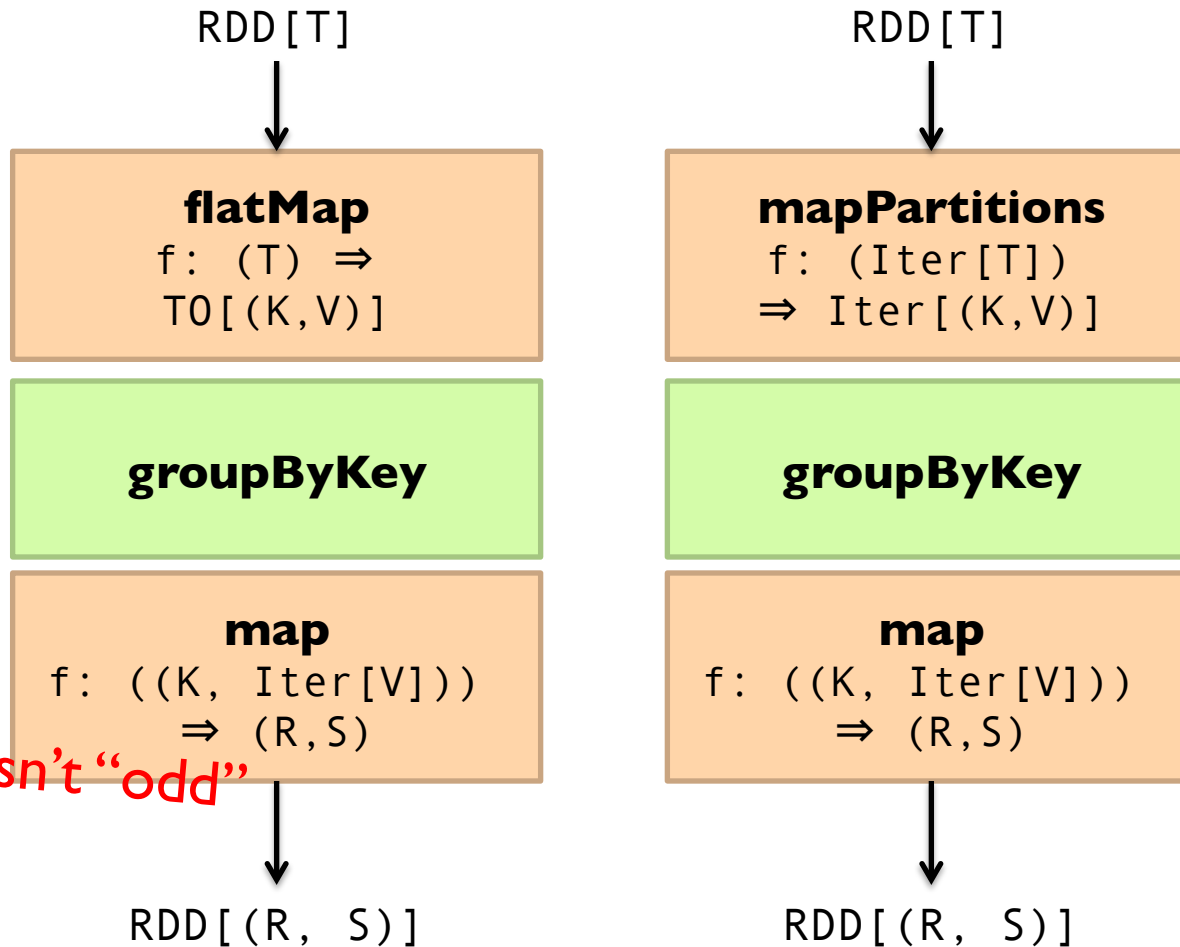 RDD[T]
flatMap
f: (T) ⇒
TO[(K,V)]
groupByKey
map
f: ((K, Iter[V]))
⇒ (R,S)
sn’t “odd”
RDD[(R, S)]
RDD[T]
mapPartitions
f: (Iter[T])
⇒ Iter[(K,V)]
groupByKey
map
f: ((K, Iter[V]))
⇒ (R,S)
RDD[(R, S)]